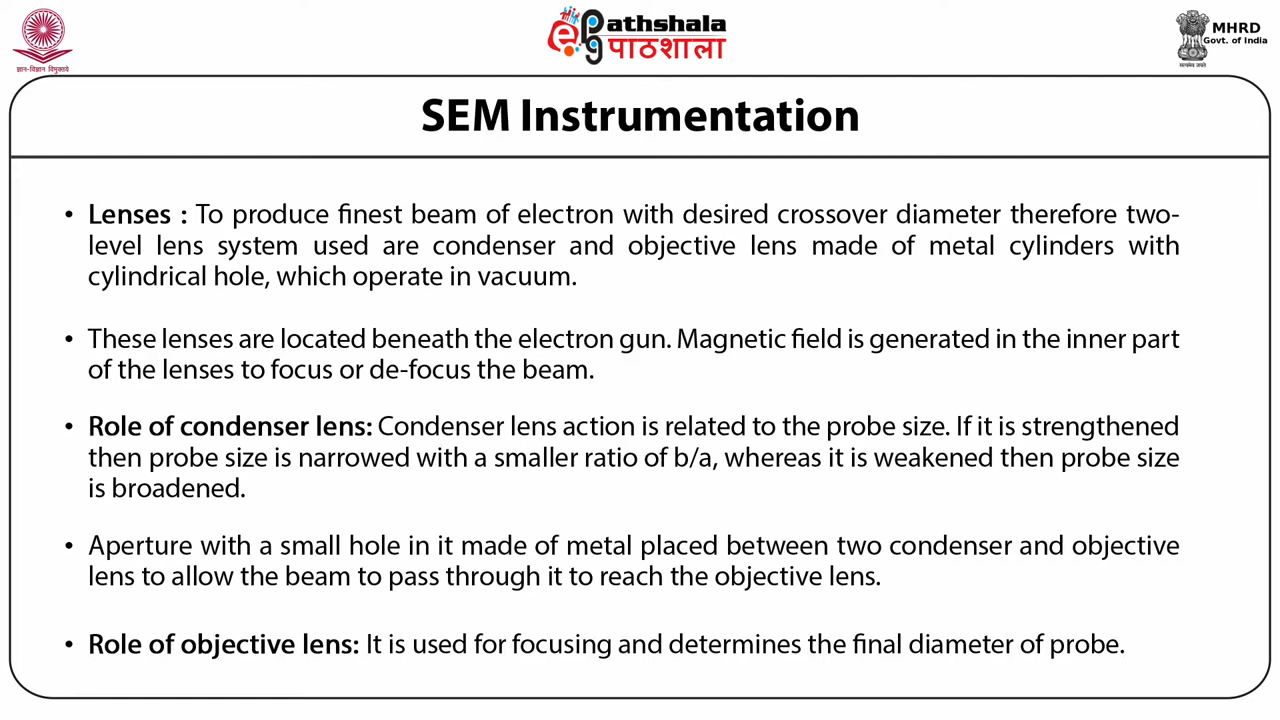 ज्ञान-विज्ञान विमुक्तये
ePG Pathshala
पाठशाला
MHRD
Govt. of India
सत्यमेव जयते
SEM Instrumentation
• Lenses : To produce finest beam of electron with desired crossover diameter therefore two-
level lens system used are condenser and objective lens made of metal cylinders with
cylindrical hole, which operate in vacuum.
• These lenses are located beneath the electron gun. Magnetic field is generated in the inner part
of the lenses to focus or de-focus the beam.
• Role of condenser lens: Condenser lens action is related to the probe size. If it is strengthened
then probe size is narrowed with a smaller ratio of b/a, whereas it is weakened then probe size
is broadened.
• Aperture with a small hole in it made of metal placed between two condenser and objective
lens to allow the beam to pass through it to reach the objective lens.
• Role of objective lens: It is used for focusing and determines the final diameter of probe.